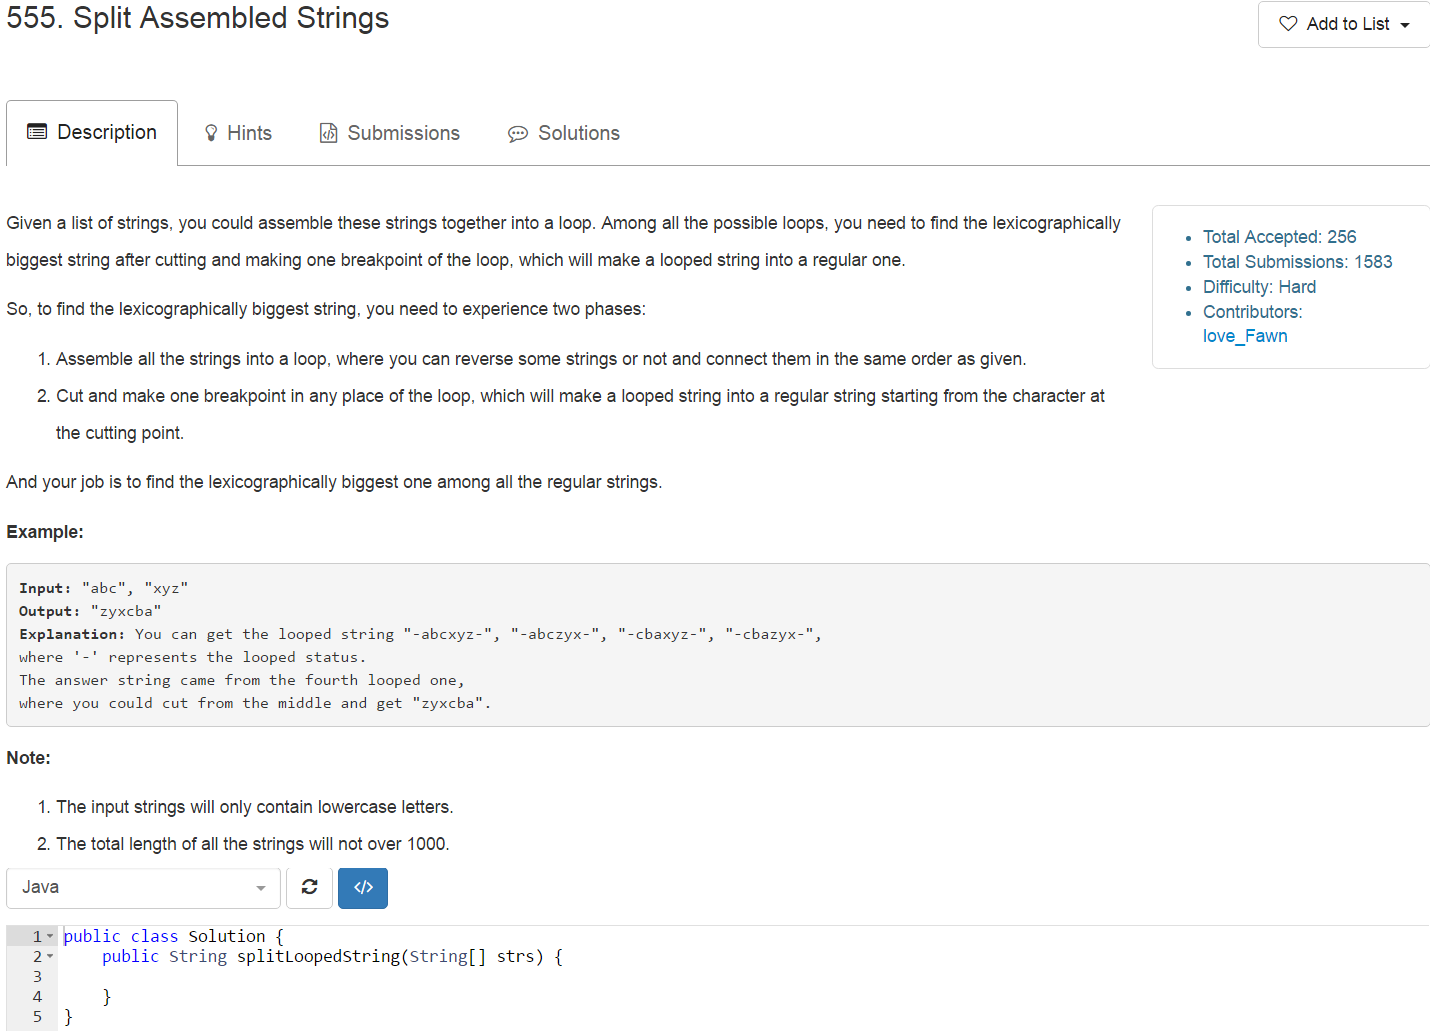 555. Split Assembled Strings
Add to List
Description
Hints
Submissions
Solutions
Given a list of strings, you could assemble these strings together into a loop. Among all the possible loops, you need to find the lexicographically
biggest string after cutting and making one breakpoint of the loop, which will make a looped string into a regular one.
So, to find the lexicographically biggest string, you need to experience two phases:
1. Assemble all the strings into a loop, where you can reverse some strings or not and connect them in the same order as given.
2. Cut and make one breakpoint in any place of the loop, which will make a looped string into a regular string starting from the character at
the cutting point.
And your job is to find the lexicographically biggest one among all the regular strings.
• Total Accepted: 256
• Total Submissions: 1583
• Difficulty: Hard
• Contributors:
love_Fawn
Example:
Input: "abc", "xyz"
Output: "zyxcba"
Explanation: You can get the looped string "-abcxyz-", "-abczyx-", "-cbaxyz-", "-cbazyx-",
where '-' represents the looped status.
The answer string came from the fourth looped one,
where you could cut from the middle and get "zyxcba".
Note:
1. The input strings will only contain lowercase letters.
2. The total length of all the strings will not over 1000.
Java
</>
1 public class Solution {
2     public String splitLoopedString(String[] strs) {
3
4     }
5 }